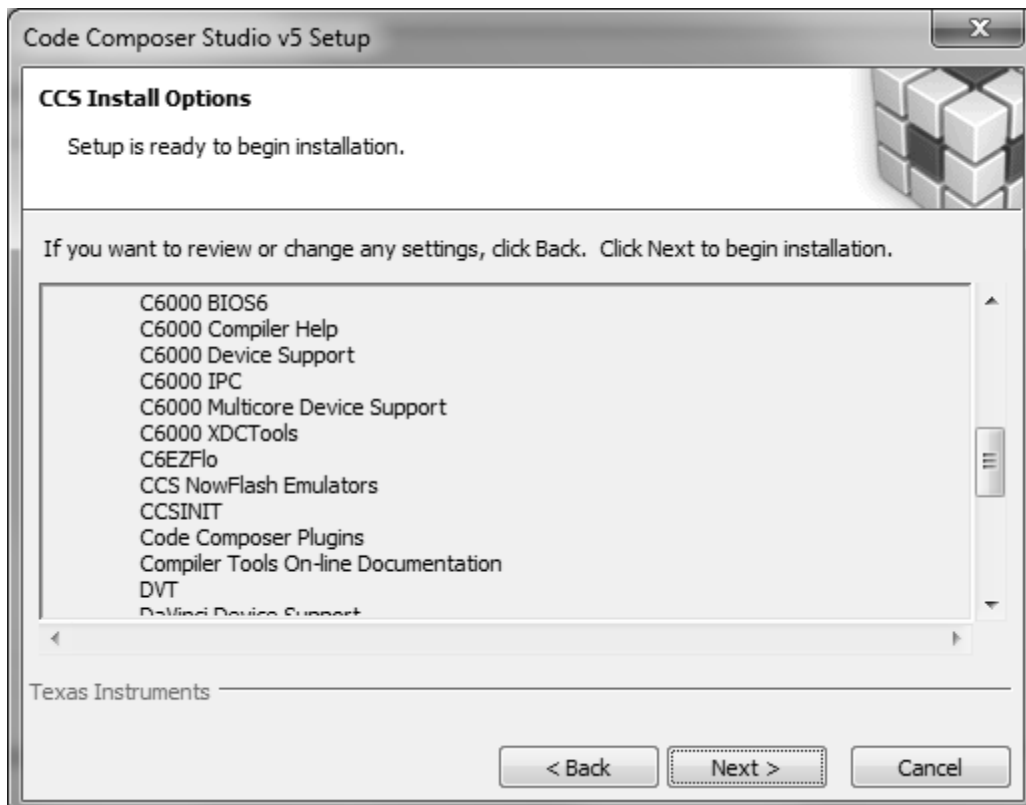 Code Composer Studio v5 Setup
CCS Install Options
Setup is ready to begin installation.
If you want to review or change any settings, click Back.  Click Next to begin installation.
C6000 BIOS6
C6000 Compiler Help
C6000 Device Support
C6000 IPC
C6000 Multicore Device Support
C6000 XDCTools
C6EZFlo
CCS NowFlash Emulators
CCSINIT
Code Composer Plugins
Compiler Tools On-line Documentation
DVT
DaVinci Device Support
Texas Instruments
< Back Next > Cancel